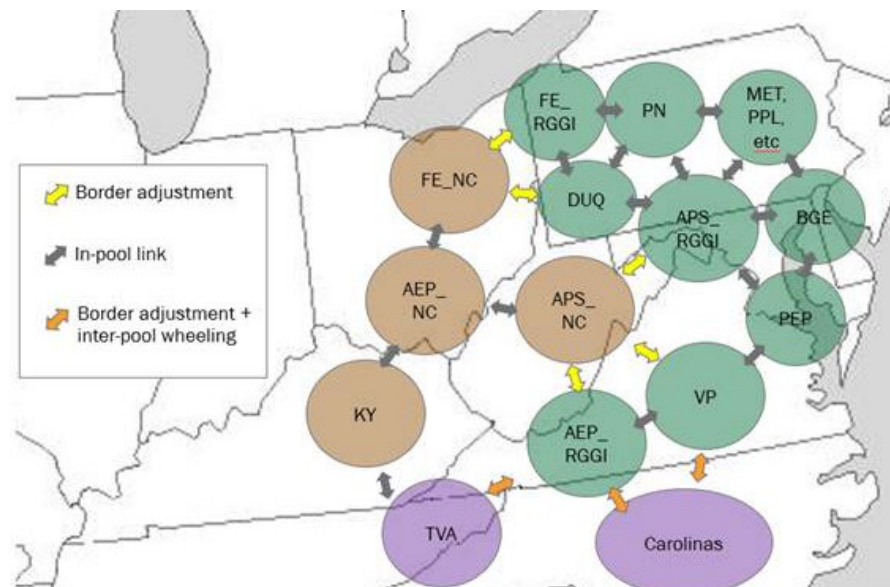 FE_
RGGI
PN
MET,
PPL,
etc
FE_NC
DUQ
APS_
RGGI
BGE
Border adjustment
In-pool link
Border adjustment +
inter-pool wheeling
AEP_
NC
APS_
NC
PEP
KY
VP
AEP_
RGGI
TVA
Carolinas